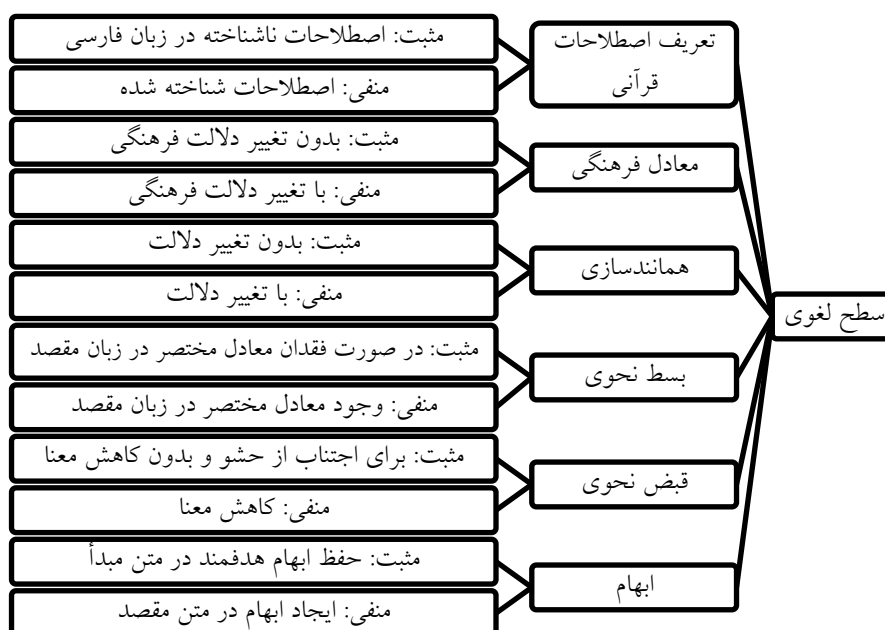 سطح لغوی
تعریف اصطلاحات
قرآنی
مثبت: اصطلاحات ناشناخته در زبان فارسی
منفی: اصطلاحات شناخته شده
معادل فرهنگی
مثبت: بدون تغییر دلالت فرهنگی
منفی: با تغییر دلالت فرهنگی
همانندسازی
مثبت: بدون تغییر دلالت
منفی: با تغییر دلالت
بسط نحوی
مثبت: در صورت فقدان معادل مختصر در زبان مقصد
منفی: وجود معادل مختصر در زبان مقصد
قبض نحوی
مثبت: برای اجتناب از حشو و بدون کاهش معنا
منفی: کاهش معنا
ابهام
مثبت: حفظ ابهام هدفمند در متن مبدأ
منفی: ایجاد ابهام در متن مقصد